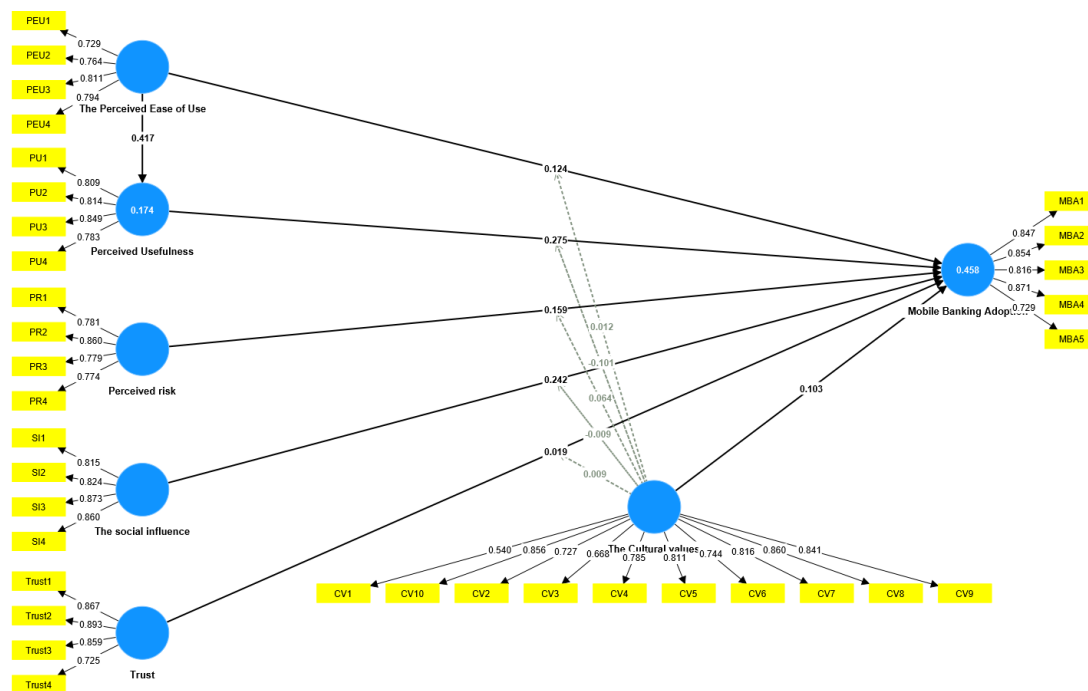 PEU1
0.729
PEU2
0.764
PEU3
0.811
0.794
PEU4
The Perceived Ease of Use
0.417
0.124
PU1
0.809
PU2
0.814
PU3
0.849
0.783
PU4
0.174
Perceived Usefulness
0.275
PR1
0.781
PR2
0.860
PR3
0.779
0.774
PR4
Perceived risk
0.159
SI1
0.815
SI2
0.824
SI3
0.873
0.860
SI4
The social influence
0.242
Trust1
0.867
Trust2
0.893
Trust3
0.859
0.725
Trust4
Trust
0.019
0.012
-0.101
0.064
-0.009
0.009
0.103
The Cultural values
0.540
0.856
0.727
0.668
0.785
0.811
0.744
0.816
0.860
0.841
CV1
CV10
CV2
CV3
CV4
CV5
CV6
CV7
CV8
CV9
0.458
Mobile Banking Adoption
MBA1
0.847
MBA2
0.854
MBA3
0.816
MBA4
0.871
0.729
MBA5